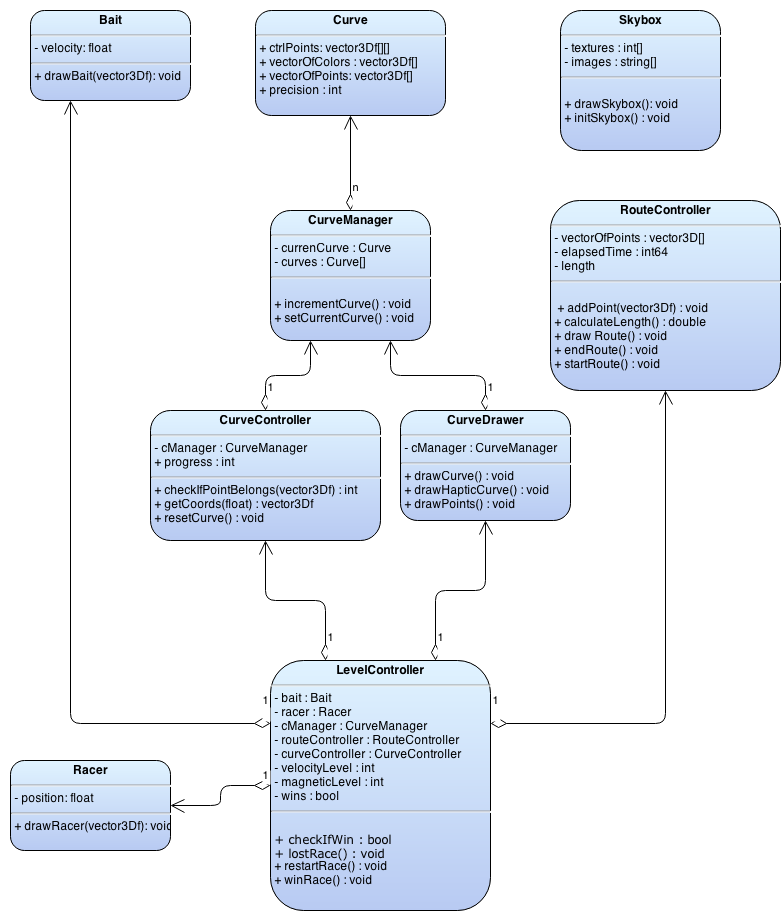 Bait
- velocity: float
+ drawBait(vector3Df): void
Curve
+ ctrlPoints: vector3Df[][]
+ vectorOfColors : vector3Df[]
+ vectorOfPoints: vector3Df[]
+ precision : int
Skybox
- textures : int[]
- images : string[]
+ drawSkybox(): void
+ initSkybox() : void
n
CurveManager
- currenCurve : Curve
- curves : Curve[]
+ incrementCurve() : void
+ setCurrentCurve() : void
RouteController
- vectorOfPoints : vector3D[]
- elapsedTime : int64
- length
+ addPoint(vector3Df) : void
+ calculateLength() : double
+ draw Route() : void
+ endRoute() : void
+ startRoute() : void
1
1
CurveController
- cManager : CurveManager
+ progress : int
+ checkIfPointBelongs(vector3Df) : int
+ getCoords(float) : vector3Df
+ resetCurve() : void
CurveDrawer
- cManager : CurveManager
+ drawCurve() : void
+ drawHapticCurve() : void
+ drawPoints() : void
1
1
LevelController
1
1
- bait : Bait
- racer : Racer
- cManager : CurveManager
- routeController : RouteController
- curveController : CurveController
- velocityLevel : int
- magneticLevel : int
- wins : bool
+ checkIfWin : bool
+ lostRace() : void
+ restartRace() : void
+ winRace() : void
1
Racer
- position: float
+ drawRacer(vector3Df): void